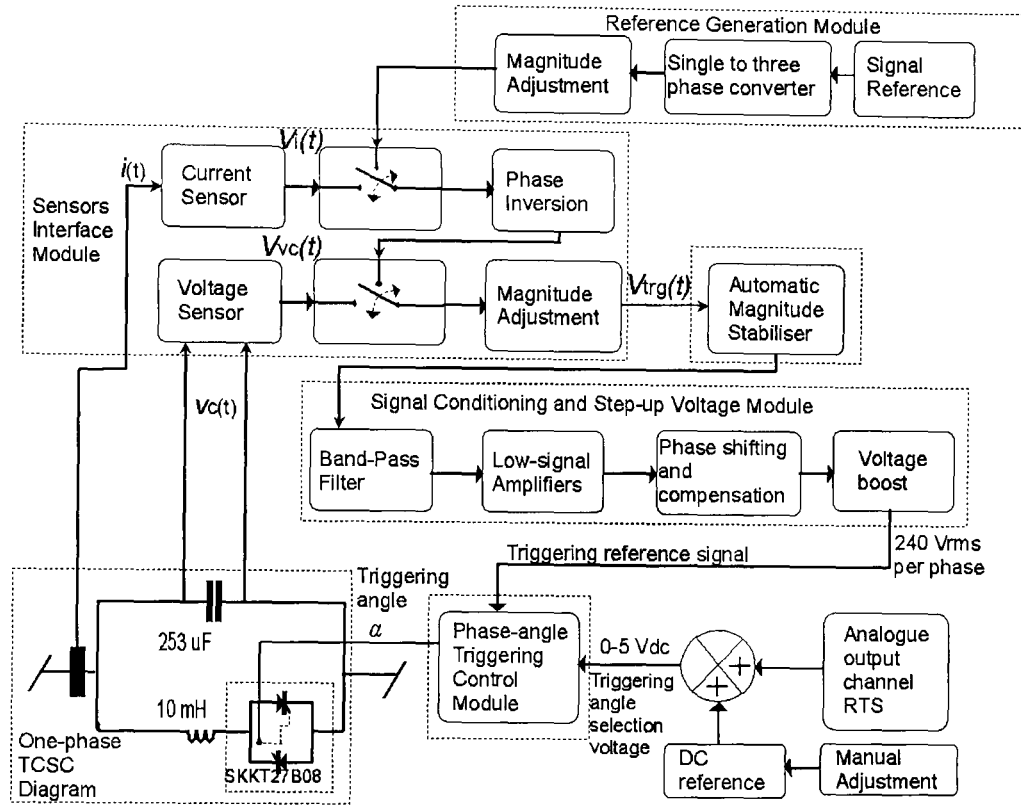 Reference Generation Module
Magnitude
Adjustment
Single to three
phase converter
Signal
Reference
Sensors
Interface
Module
i(t)
Current
Sensor
Vi(t)
Phase
Inversion
Vvc(t)
Voltage
Sensor
Magnitude
Adjustment
Vtrg(t)
Automatic
Magnitude
Stabiliser
vc(t)
Signal Conditioning and Step-up Voltage Module
Band-Pass
Filter
Low-signal
Amplifiers
Phase shifting
and
compensation
Voltage
boost
240 Vrms
per phase
Triggering reference signal
Triggering
angle
α
Phase-angle
Triggering
Control
Module
0-5 Vdc
Triggering
angle
selection
voltage
+
+
Analogue
output
channel
RTS
DC
reference
Manual
Adjustment
253 uF
10 mH
SKKT27B08
One-phase
TCSC
Diagram